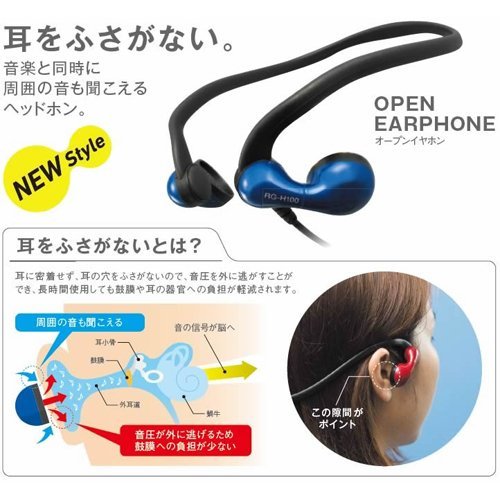 耳をふさがない。
音楽と同時に
周囲の音も聞こえる
ヘッドホン。
NEW Style
RG-H100
OPEN
EARPHONE
オープンイヤホン
耳をふさがないとは？
耳に密着せず、耳の穴をふさがないので、音圧を外に逃がすことが
でき、長時間使用しても鼓膜や耳の器官への負担が軽減されます。
周囲の音も聞こえる
音の信号が脳へ
耳小骨
鼓膜
外耳道
蝸牛
音圧が外に逃げるため
鼓膜への負担が少ない
この隙間が
ポイント